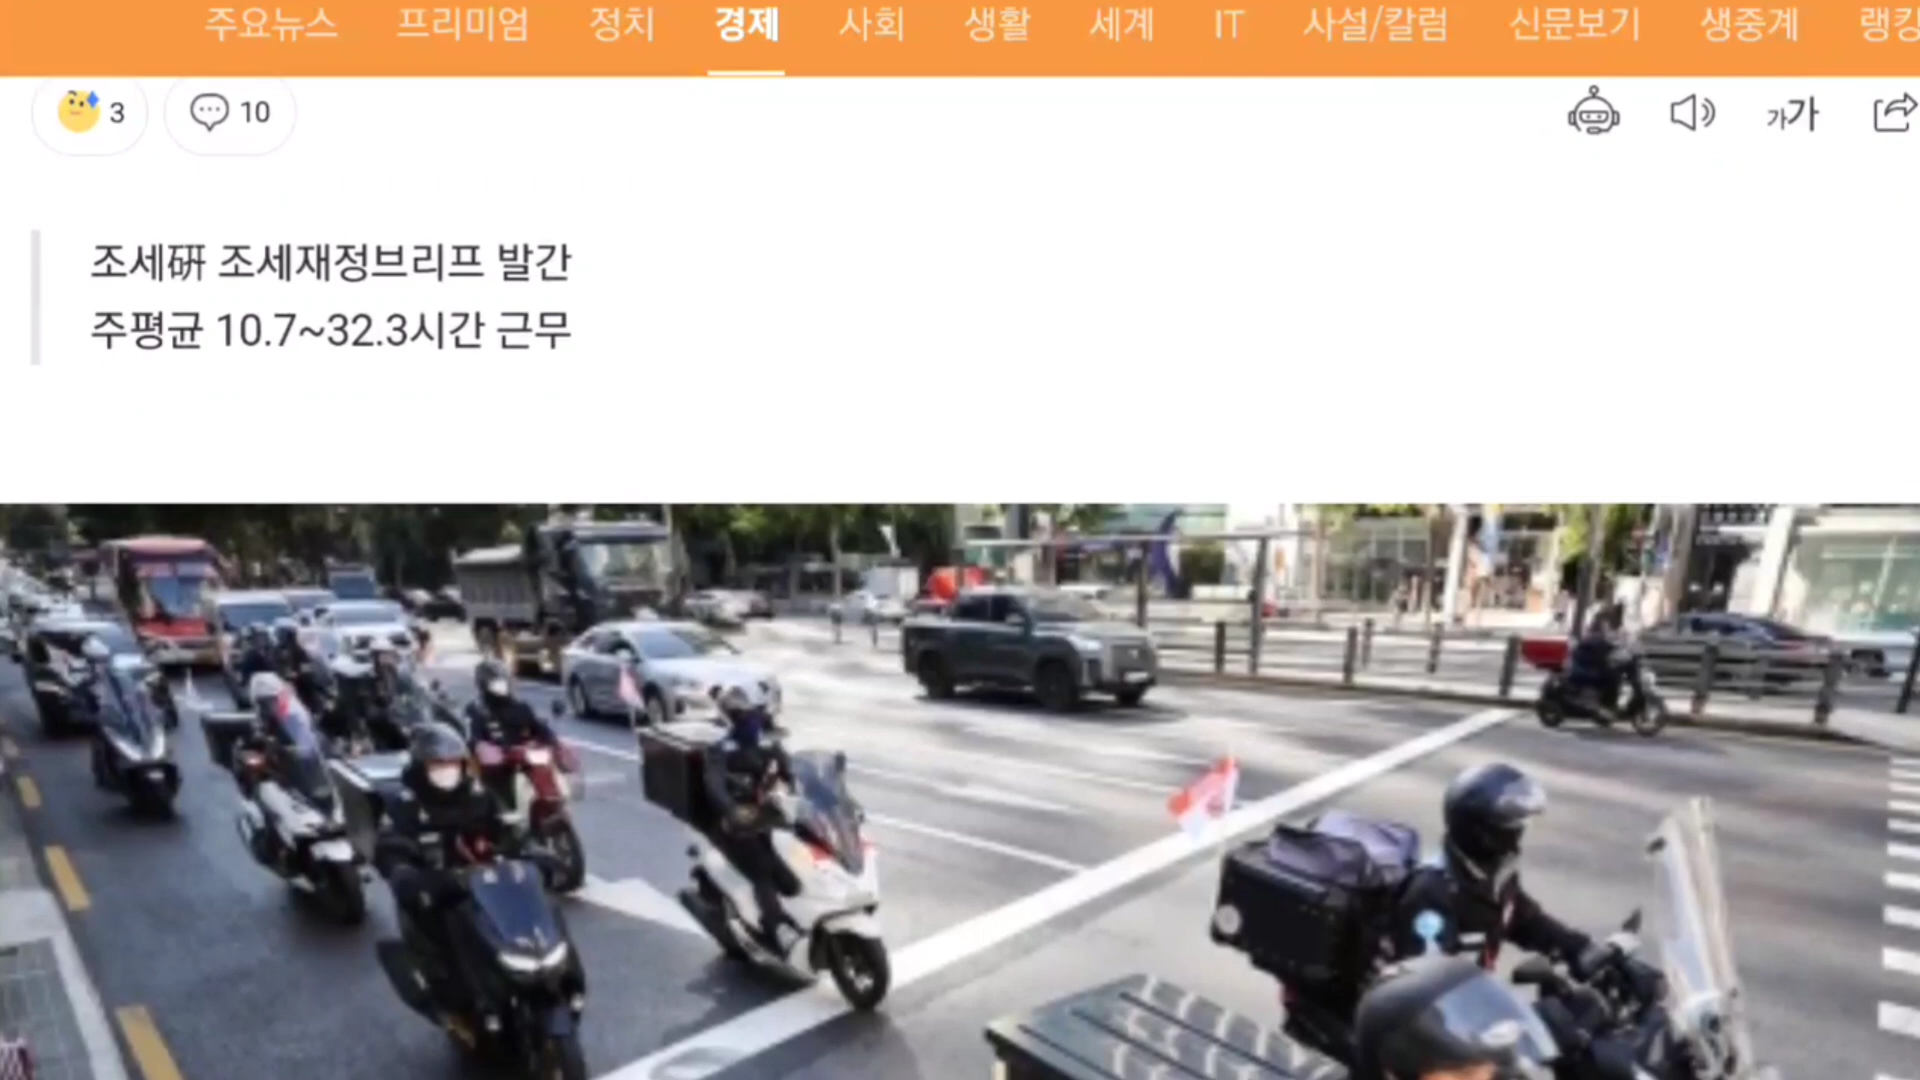 주요뉴스 프리미엄 정치 경제 사회 생활 세계 IT 사설/칼럼 신문보기 생중계 랭킹
3 10 가가
조세硏 조세재정브리프 발간
주평균 10.7~32.3시간 근무